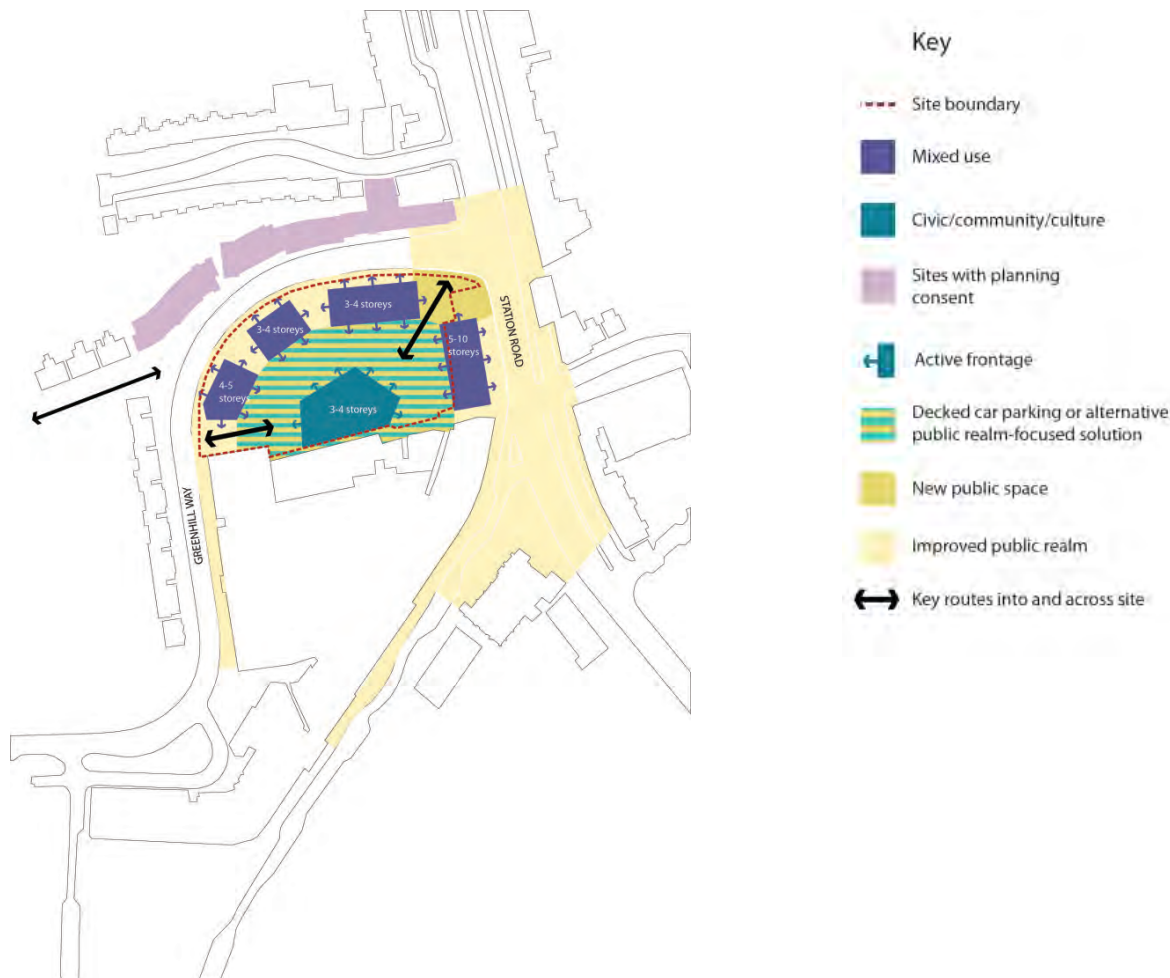 3-4 storeys
3-4 storeys
5-10
storeys
4-5
storeys
3-4 storeys
STATION ROAD
GREENHILL WAY
Key
Site boundary
Mixed use
Civic/community/culture
Sites with planning
consent
Active frontage
Decked car parking or alternative
public realm-focused solution
New public space
Improved public realm
Key routes into and across site